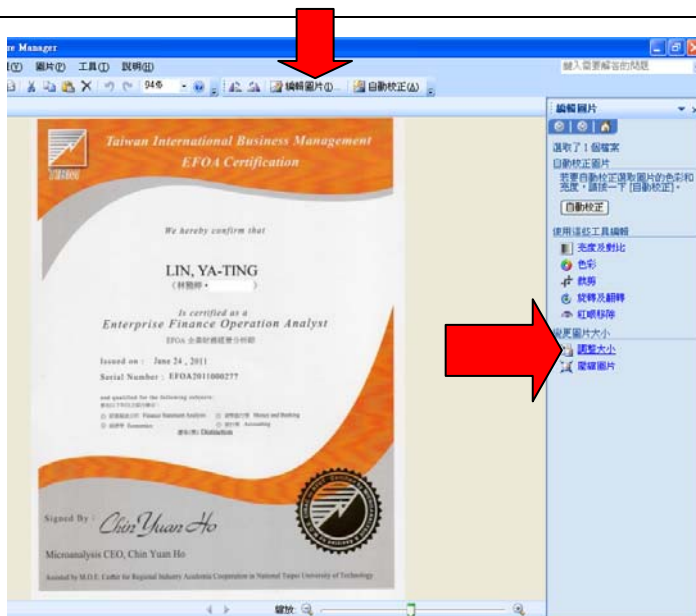 re Manager
圖片(P) 工具(T) 說明(H)
鍵入需要解答的問題
94%
編輯圖片(I)...
自動校正(A)
編輯圖片
選取了 1 個檔案
自動校正圖片
若要自動校正選取圖片的色彩和
亮度，請按一下 [自動校正]。
自動校正
使用這些工具編輯
亮度及對比
色彩
裁剪
旋轉及翻轉
紅眼移除
變更圖片大小
調整大小
壓縮圖片
Taiwan International Business Management
EFOA Certification
We hereby confirm that
LIN, YA-TING
Is certified as a
Enterprise Finance Operation Analyst
EFOA 企業財務經營分析師
Issued on : June 24 , 2011
Serial Number : EFOA2011000277
and qualified for the following subjects:
Finance Statement Analysis
Money and Banking
Economics
Accounting
Distinction
Signed By :
Chin Yuan Ho
Microanalysis CEO, Chin Yuan Ho
Assisted by M.O.E. Center for Regional Industry Academia Cooperation in National Taipei University of Technology
縮放: